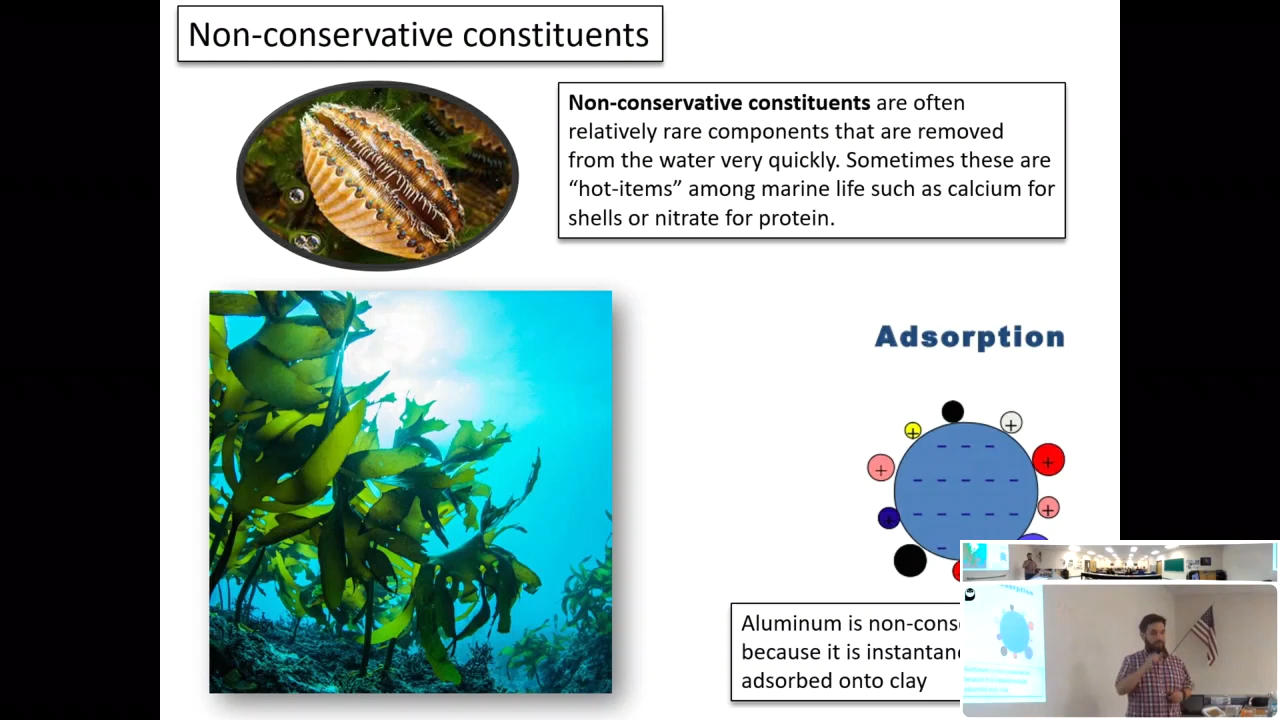 Non-conservative constituents
Non-conservative constituents are often
relatively rare components that are removed
from the water very quickly. Sometimes these are
“hot-items” among marine life such as calcium for
shells or nitrate for protein.
Adsorption
Aluminum is non-cons
because it is instantan
adsorbed onto clay